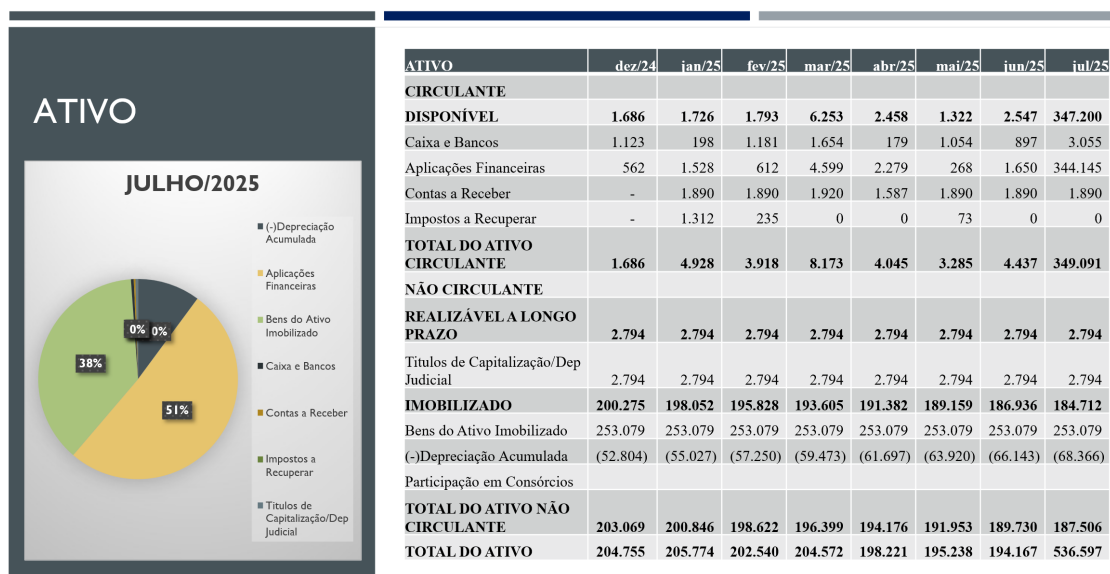 ATIVO
JULHO/2025
(-)Depreciação
Acumulada
Aplicações
Financeiras
Bens do Ativo
Imobilizado
Caixa e Bancos
Contas a Receber
Impostos a
Recuperar
Titulos de
Capitalização/Dep
Judicial
0% 0%
38%
51%
ATIVO dez/24 jan/25 fev/25 mar/25 abr/25 mai/25 jun/25 jul/25
CIRCULANTE
DISPONÍVEL 1.686 1.726 1.793 6.253 2.458 1.322 2.547 347.200
Caixa e Bancos 1.123 198 1.181 1.654 179 1.054 897 3.055
Aplicações Financeiras 562 1.528 612 4.599 2.279 268 1.650 344.145
Contas a Receber - 1.890 1.890 1.920 1.587 1.890 1.890 1.890
Impostos a Recuperar - 1.312 235 0 0 73 0 0
TOTAL DO ATIVO
CIRCULANTE 1.686 4.928 3.918 8.173 4.045 3.285 4.437 349.091
NÃO CIRCULANTE
REALIZÁVEL A LONGO
PRAZO 2.794 2.794 2.794 2.794 2.794 2.794 2.794 2.794
Titulos de Capitalização/Dep
Judicial 2.794 2.794 2.794 2.794 2.794 2.794 2.794 2.794
IMOBILIZADO 200.275 198.052 195.828 193.605 191.382 189.159 186.936 184.712
Bens do Ativo Imobilizado 253.079 253.079 253.079 253.079 253.079 253.079 253.079 253.079
(-)Depreciação Acumulada (52.804) (55.027) (57.250) (59.473) (61.697) (63.920) (66.143) (68.366)
Participação em Consórcios
TOTAL DO ATIVO NÃO
CIRCULANTE 203.069 200.846 198.622 196.399 194.176 191.953 189.730 187.506
TOTAL DO ATIVO 204.755 205.774 202.540 204.572 198.221 195.238 194.167 536.597